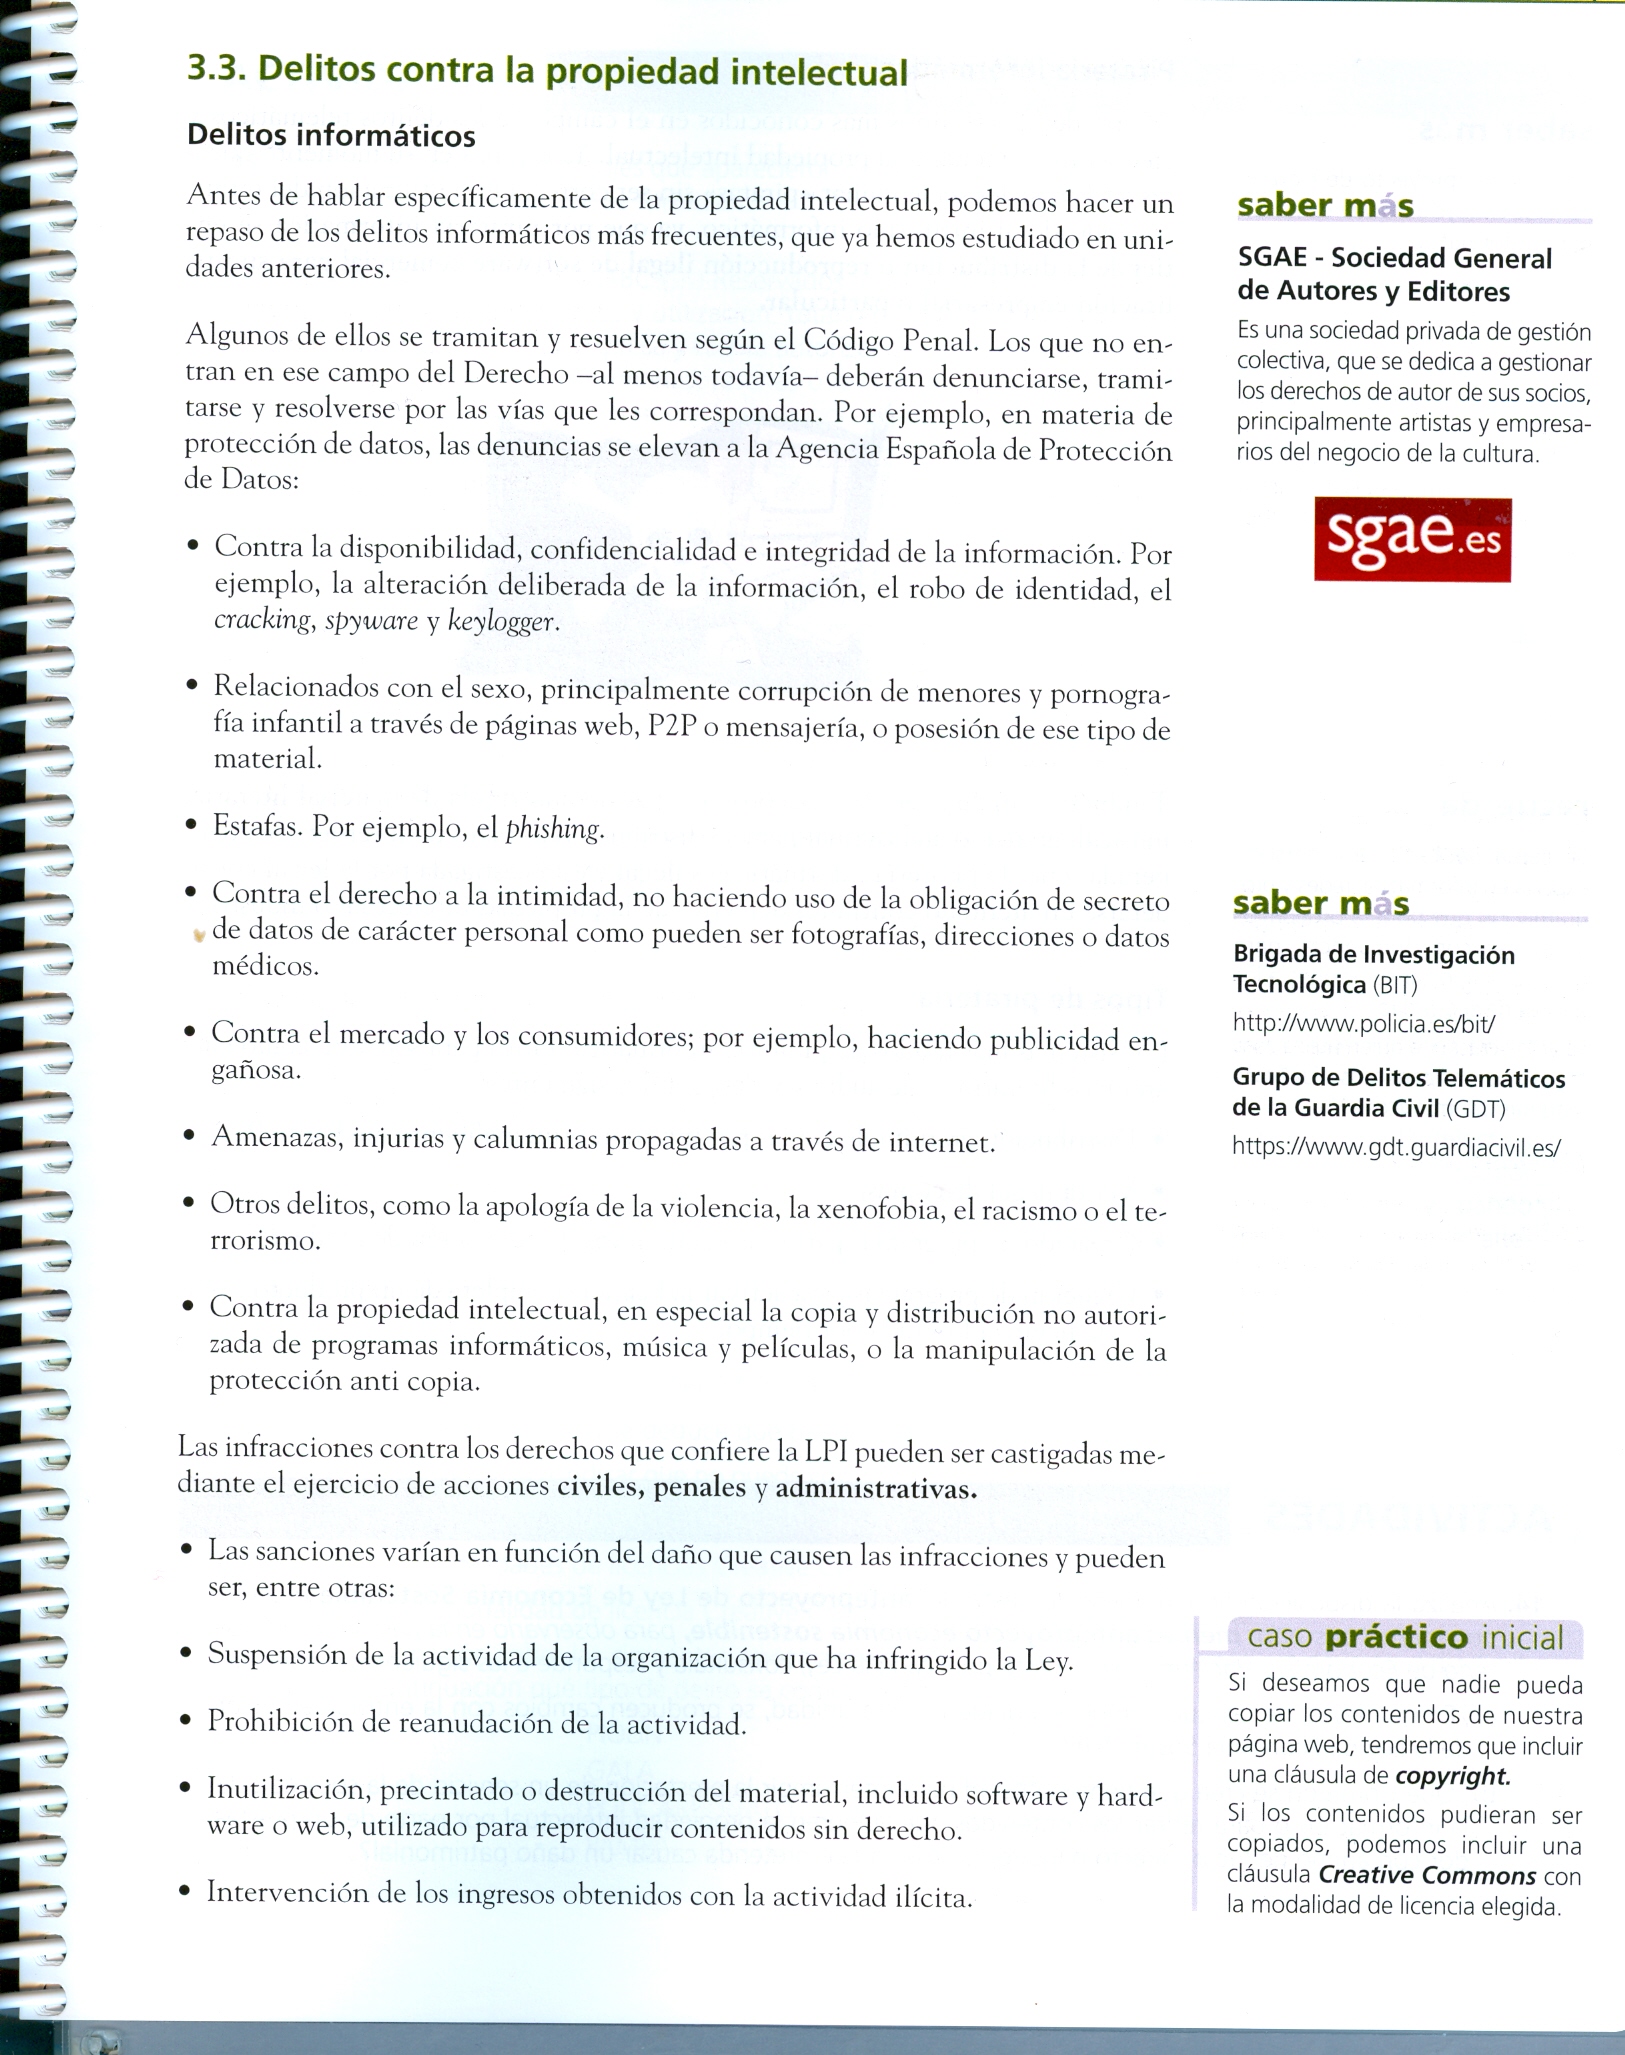 3.3. Delitos contra la propiedad intelectual
Delitos informáticos
Antes de hablar específicamente de la propiedad intelectual, podemos hacer un
repaso de los delitos informáticos más frecuentes, que ya hemos estudiado en uni-
dades anteriores.
Algunos de ellos se tramitan y resuelven según el Código Penal. Los que no en-
tran en ese campo del Derecho –al menos todavía– deberán denunciarse, trami-
tarse y resolverse por las vías que les correspondan. Por ejemplo, en materia de
protección de datos, las denuncias se elevan a la Agencia Española de Protección
de Datos:
• Contra la disponibilidad, confidencialidad e integridad de la información. Por
ejemplo, la alteración deliberada de la información, el robo de identidad, el
cracking, spyware y keylogger.
• Relacionados con el sexo, principalmente corrupción de menores y pornogra-
fía infantil a través de páginas web, P2P o mensajería, o posesión de ese tipo de
material.
• Estafas. Por ejemplo, el phishing.
• Contra el derecho a la intimidad, no haciendo uso de la obligación de secreto
de datos de carácter personal como pueden ser fotografías, direcciones o datos
médicos.
• Contra el mercado y los consumidores; por ejemplo, haciendo publicidad en-
gañosa.
• Amenazas, injurias y calumnias propagadas a través de internet.
• Otros delitos, como la apología de la violencia, la xenofobia, el racismo o el te-
rrorismo.
• Contra la propiedad intelectual, en especial la copia y distribución no autori-
zada de programas informáticos, música y películas, o la manipulación de la
protección anti copia.
Las infracciones contra los derechos que confiere la LPI pueden ser castigadas me-
diante el ejercicio de acciones civiles, penales y administrativas.
• Las sanciones varían en función del daño que causen las infracciones y pueden
ser, entre otras:
• Suspensión de la actividad de la organización que ha infringido la Ley.
• Prohibición de reanudación de la actividad.
• Inutilización, precintado o destrucción del material, incluido software y hard-
ware o web, utilizado para reproducir contenidos sin derecho.
• Intervención de los ingresos obtenidos con la actividad ilícita.
saber más
SGAE - Sociedad General
de Autores y Editores
Es una sociedad privada de gestión
colectiva, que se dedica a gestionar
los derechos de autor de sus socios,
principalmente artistas y empresa-
rios del negocio de la cultura.
sgae.es
saber más
Brigada de Investigación
Tecnológica (BIT)
http://www.policia.es/bit/
Grupo de Delitos Telemáticos
de la Guardia Civil (GDT)
https://www.gdt.guardiacivil.es/
caso práctico inicial
Si deseamos que nadie pueda
copiar los contenidos de nuestra
página web, tendremos que incluir
una cláusula de copyright.
Si los contenidos pudieran ser
copiados, podemos incluir una
cláusula Creative Commons con
la modalidad de licencia elegida.